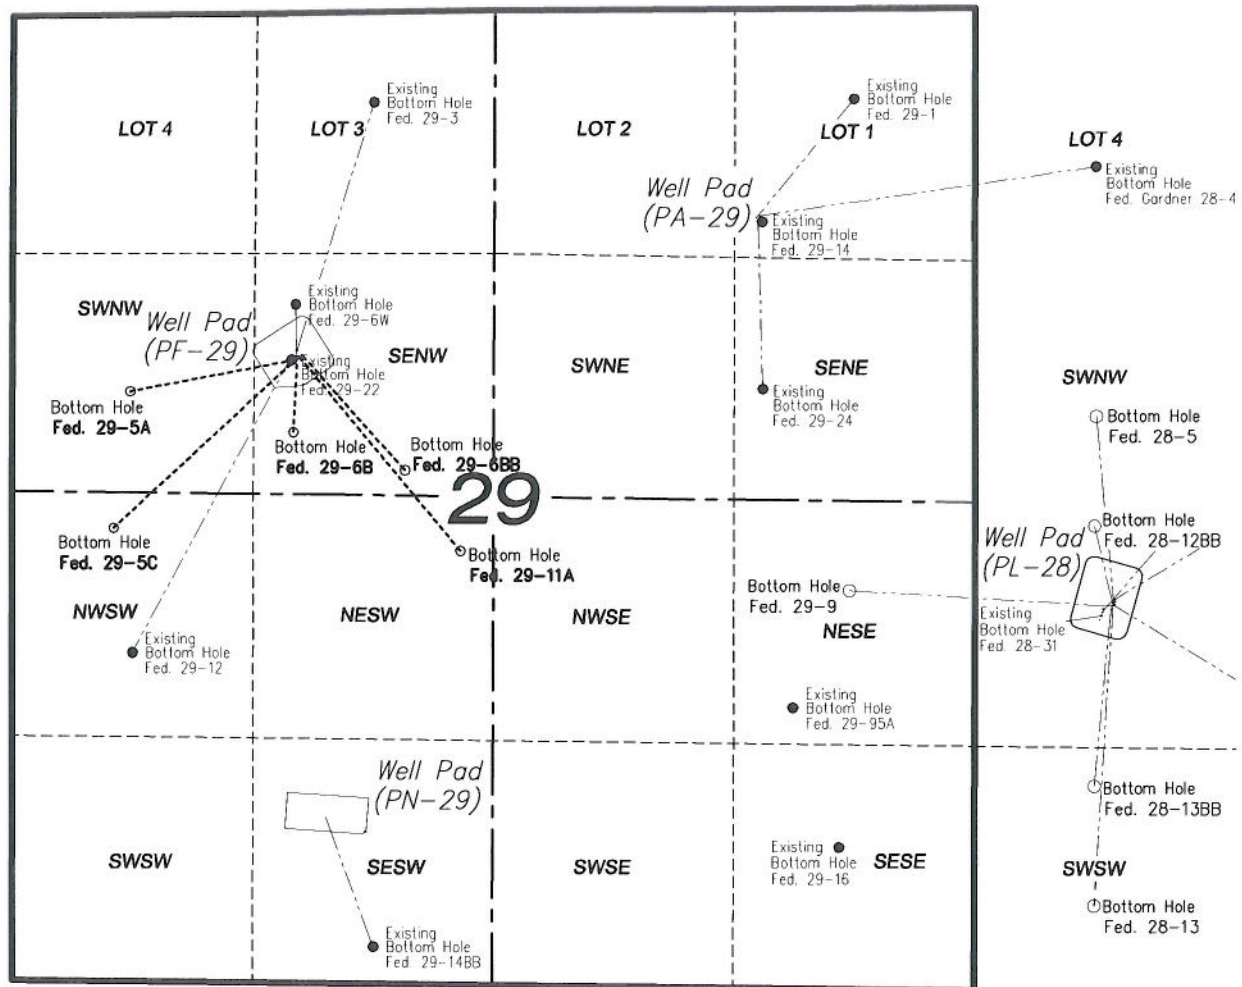 Existing
Bottom Hole
Fed. 29-3
LOT 4
LOT 3
LOT 2
Existing
Bottom Hole
Fed. 29-1
LOT 1
LOT 4
Existing
Bottom Hole
Fed. Gardner 28-4
Well Pad
(PA-29)
Existing
Bottom Hole
Fed. 29-14
SWNW
Existing
Bottom Hole
Fed. 29-6W
Well Pad
(PF-29)
Existing
Bottom Hole
Fed. 29-22
SENW
SWNE
SENE
SWNW
Existing
Bottom Hole
Fed. 29-24
Bottom Hole
Fed. 29-5A
Bottom Hole
Fed. 28-5
Bottom Hole
Fed. 29-6B
Bottom Hole
Fed. 29-6BB
29
Bottom Hole
Fed. 29-5C
Bottom Hole
Fed. 29-11A
Bottom Hole
Fed. 28-12BB
Well Pad
(PL-28)
Bottom Hole
Fed. 29-9
NWSW
NESW
NWSE
NESE
Existing
Bottom Hole
Fed. 28-31
Existing
Bottom Hole
Fed. 29-12
Existing
Bottom Hole
Fed. 29-95A
Well Pad
(PN-29)
Bottom Hole
Fed. 28-13BB
SWSW
SESW
SWSE
Existing
Bottom Hole
Fed. 29-16
SESE
SWSW
Bottom Hole
Fed. 28-13
Existing
Bottom Hole
Fed. 29-14BB